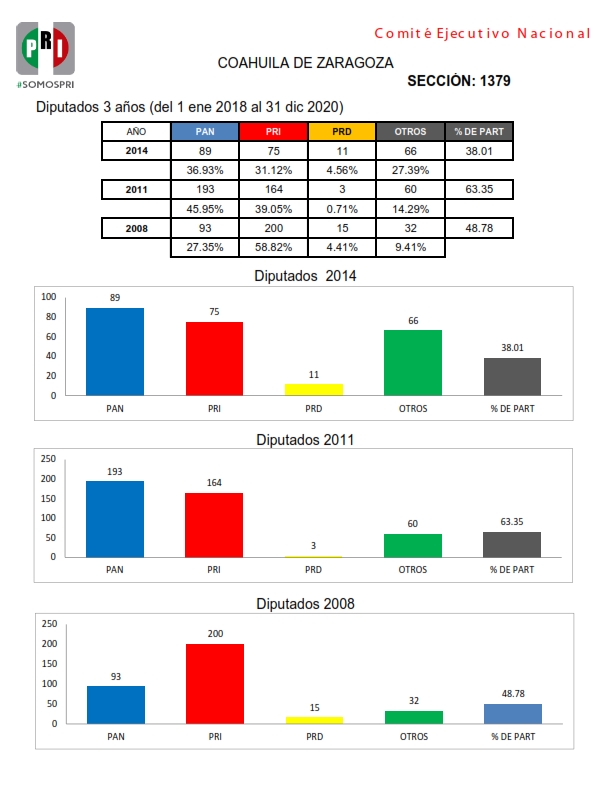 PRI
#SOMOSPRI
Comité Ejecutivo Nacional
COAHUILA DE ZARAGOZA
SECCIÓN: 1379
Diputados 3 años (del 1 ene 2018 al 31 dic 2020)
AÑO PAN PRI PRD OTROS % DE PART
2014 89 75 11 66 38.01
36.93% 31.12% 4.56% 27.39%
2011 193 164 3 60 63.35
45.95% 39.05% 0.71% 14.29%
2008 93 200 15 32 48.78
27.35% 58.82% 4.41% 9.41%
Diputados 2014
100
80
60
40
20
0
89 75 11 66 38.01
PAN PRI PRD OTROS % DE PART
Diputados 2011
250
200
150
100
50
0
193 164 3 60 63.35
PAN PRI PRD OTROS % DE PART
Diputados 2008
250
200
150
100
50
0
93 200 15 32 48.78
PAN PRI PRD OTROS % DE PART